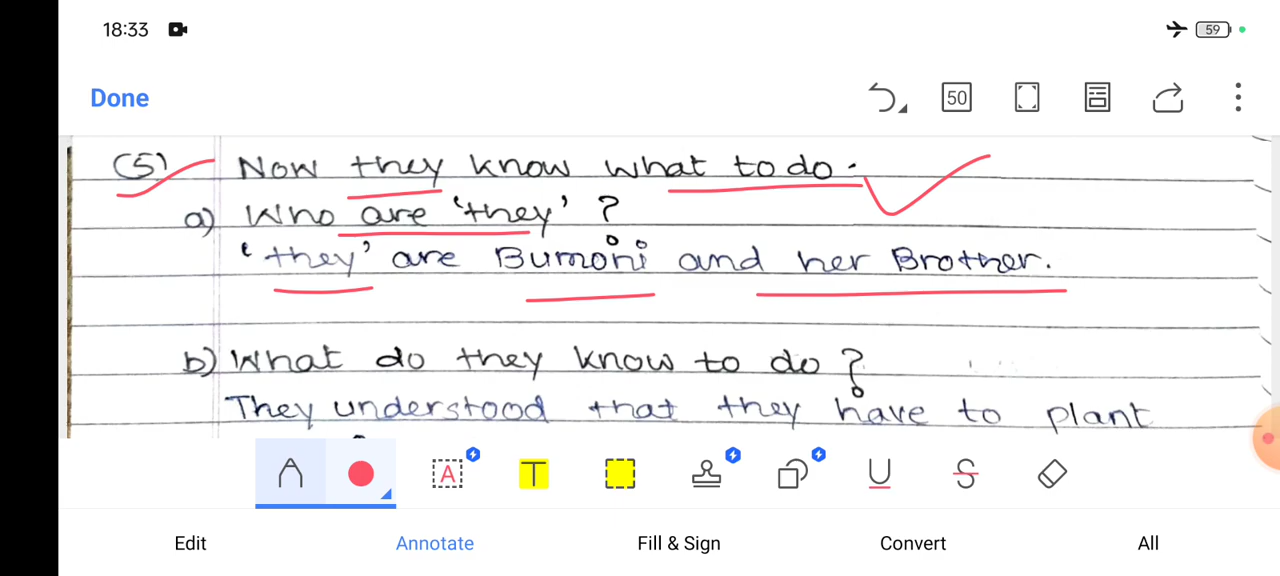 18:33 59
Done 50
(5) Now they know what to do.
a) Who are 'they' ?
'they' are Bumoni and her Brother.
b) What do they know to do ?
They understood that they have to plant
A T U S
Edit Annotate Fill & Sign Convert All